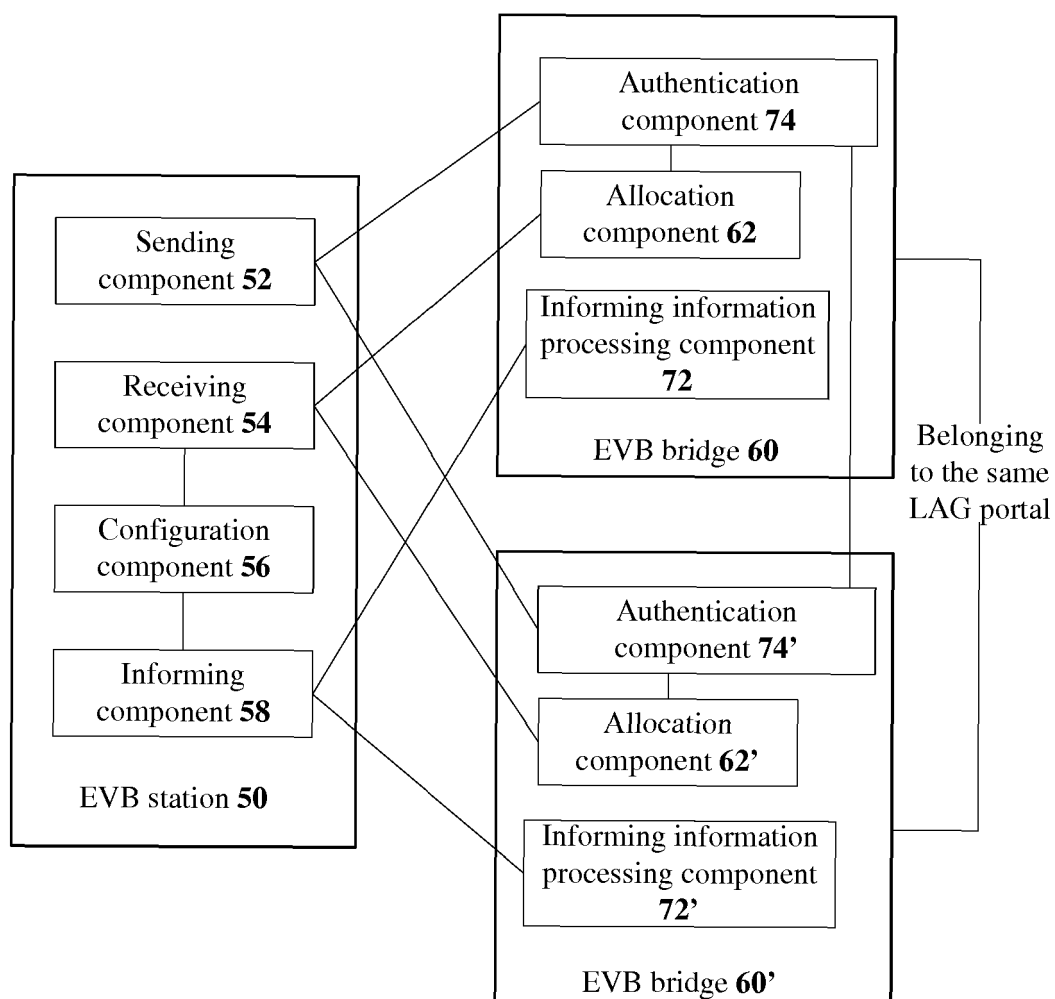 Sending
component 52
Receiving
component 54
Configuration
component 56
Informing
component 58
EVB station 50
Authentication
component 74
Allocation
component 62
Informing information
processing component
72
EVB bridge 60
Authentication
component 74’
Allocation
component 62’
Informing information
processing component
72’
EVB bridge 60’
Belonging
to the same
LAG portal